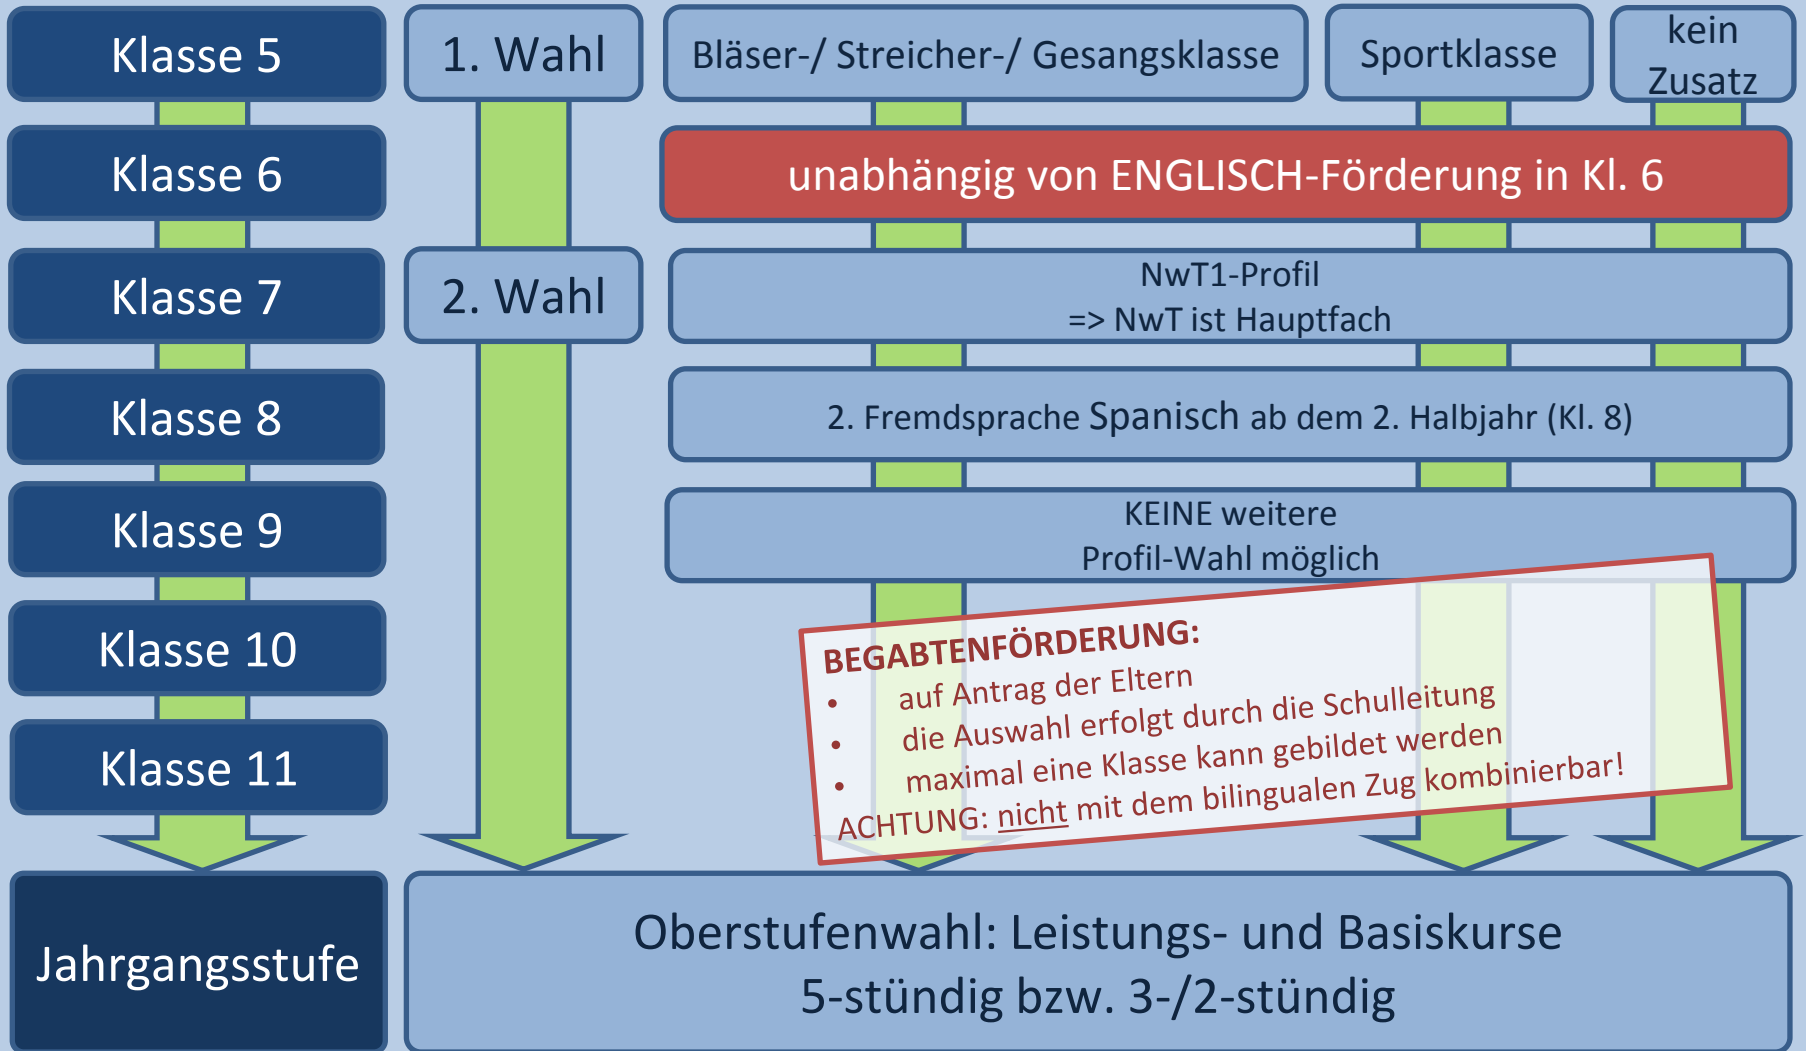 Klasse 5
1. Wahl
Bläser-/ Streicher-/ Gesangsklasse
Sportklasse
kein
Zusatz
Klasse 6
unabhängig von ENGLISCH-Förderung in Kl. 6
Klasse 7
2. Wahl
NwT1-Profil
=> NwT ist Hauptfach
Klasse 8
2. Fremdsprache Spanisch ab dem 2. Halbjahr (Kl. 8)
Klasse 9
KEINE weitere
Profil-Wahl möglich
Klasse 10
Klasse 11
BEGABTENFÖRDERUNG:
• auf Antrag der Eltern
• die Auswahl erfolgt durch die Schulleitung
• maximal eine Klasse kann gebildet werden
ACHTUNG: nicht mit dem bilingualen Zug kombinierbar!
Jahrgangsstufe
Oberstufenwahl: Leistungs- und Basiskurse
5-stündig bzw. 3-/2-stündig